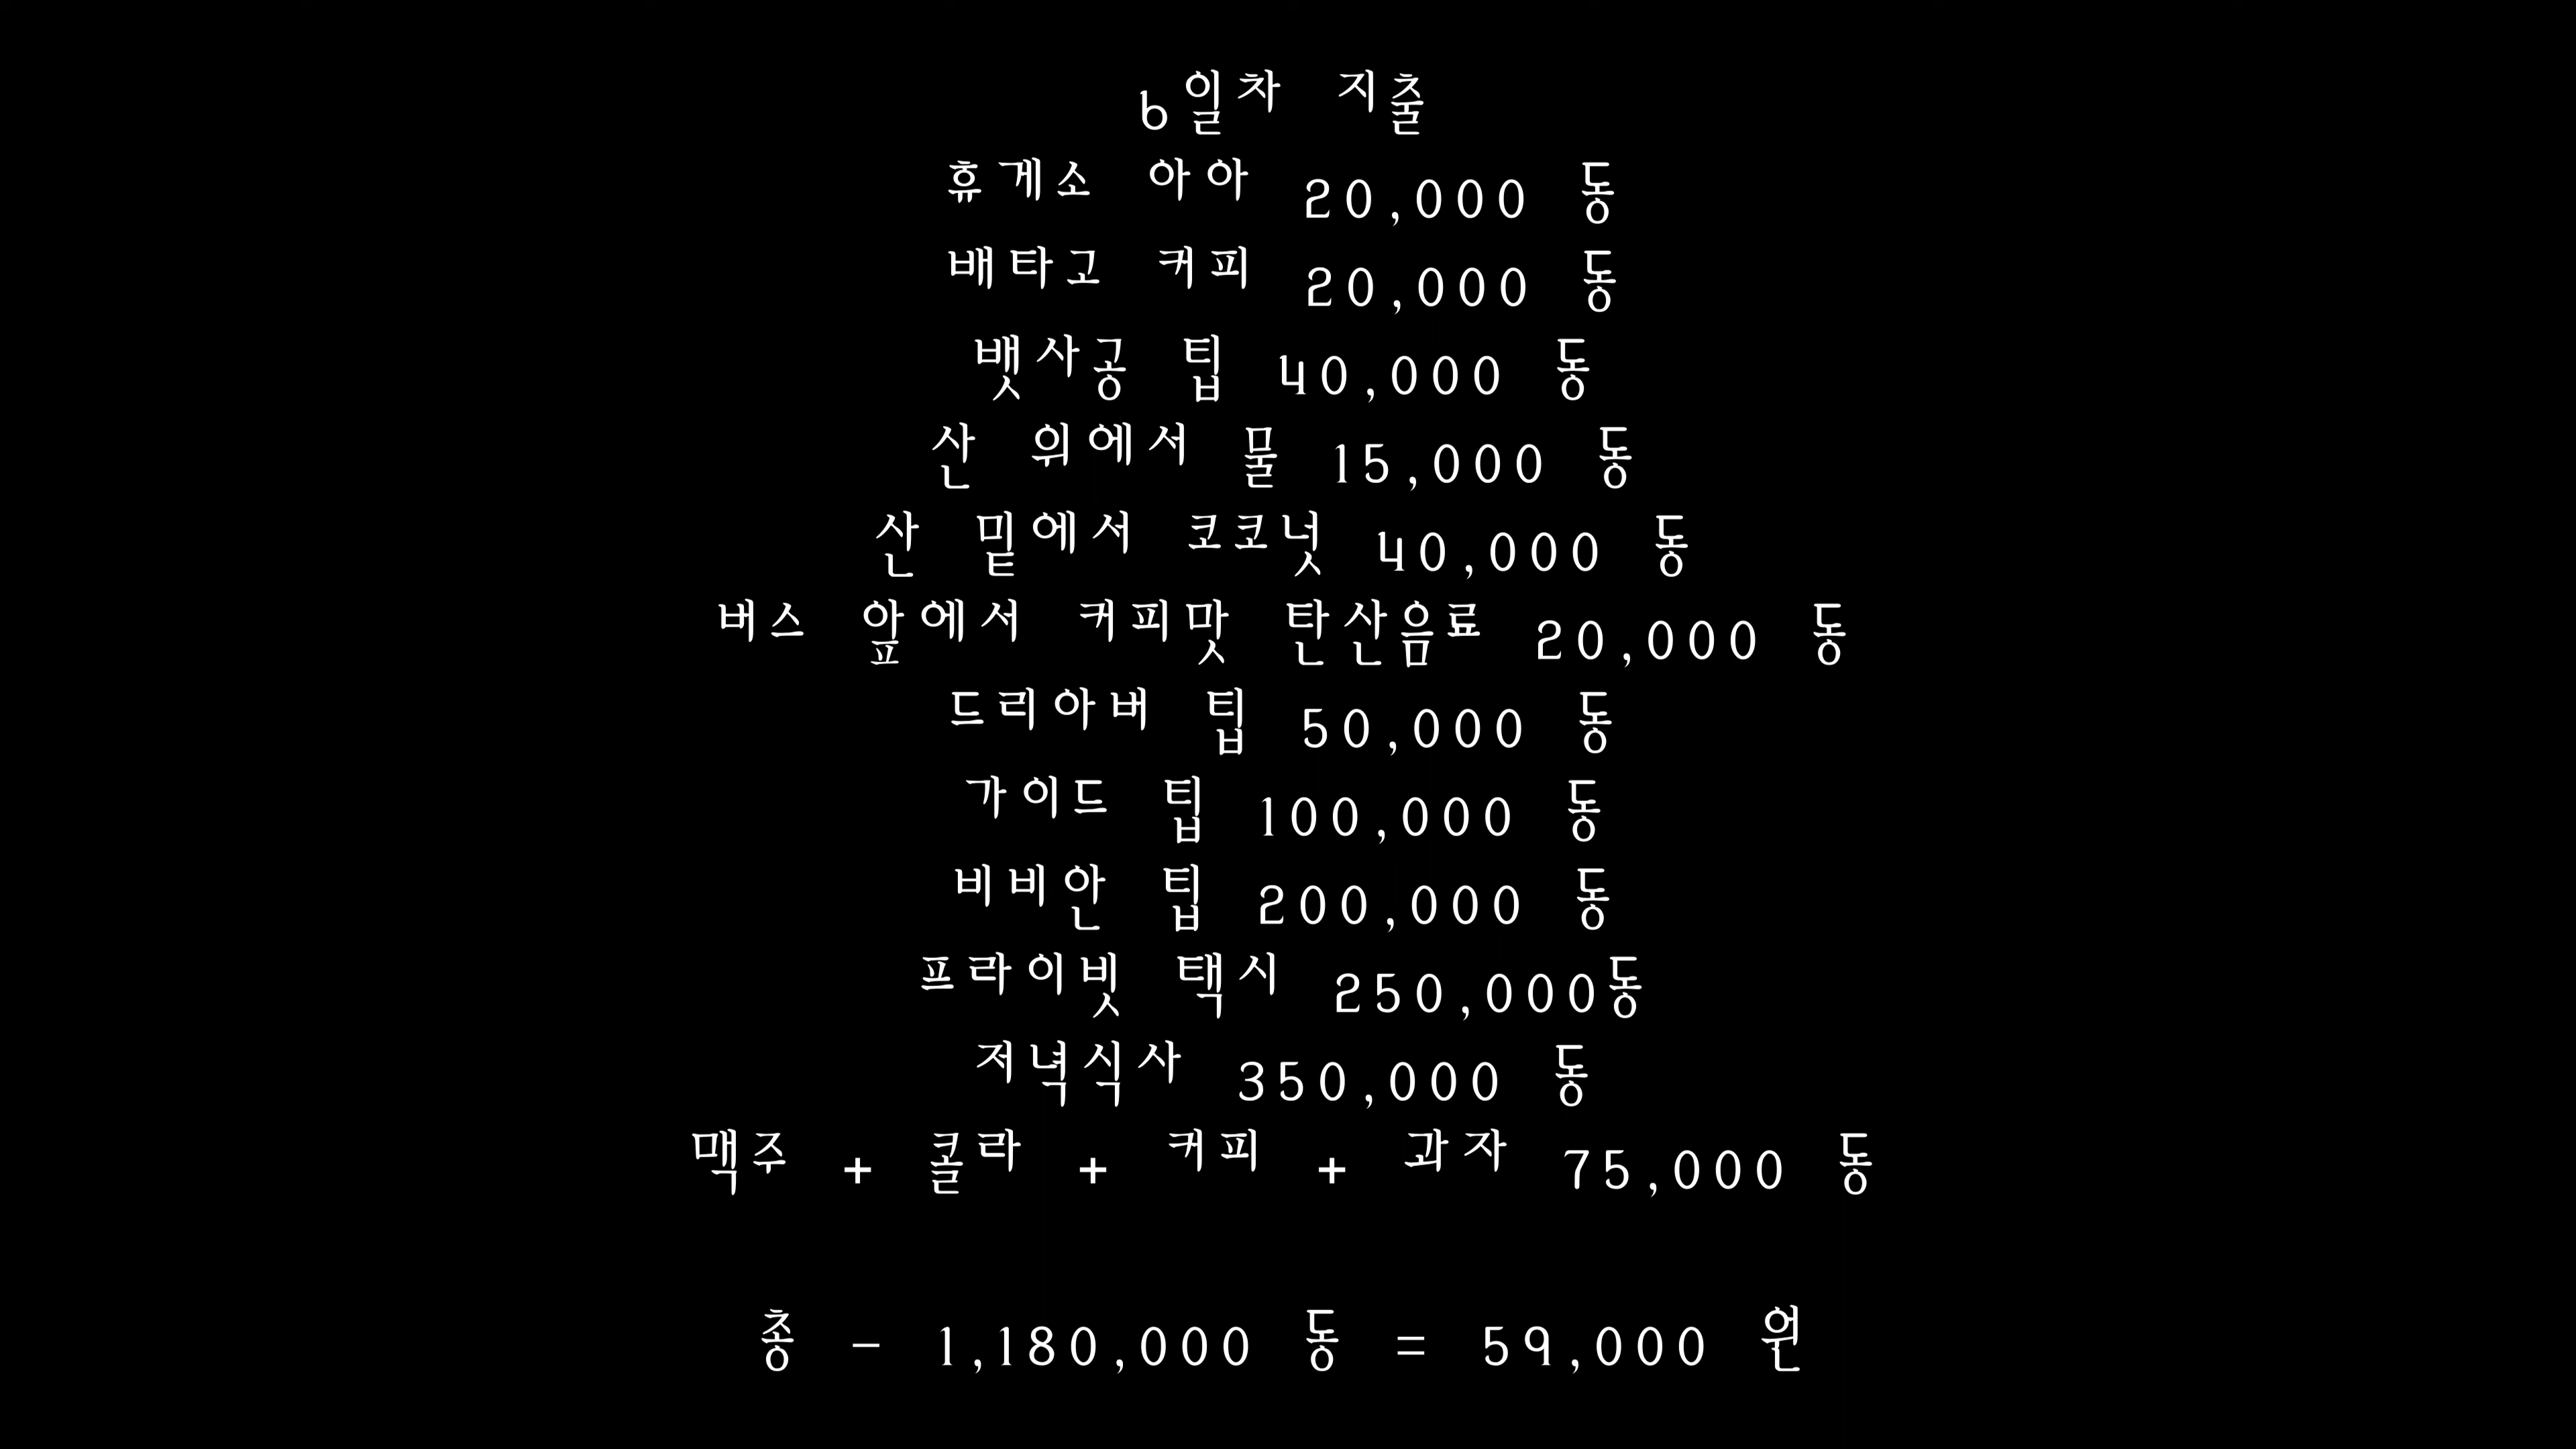 6일차 지출
휴게소 아아 20,000 동
배타고 커피 20,000 동
뱃사공 팁 40,000 동
산 위에서 물 15,000 동
산 밑에서 코코넛 40,000 동
버스 앞에서 커피맛 탄산음료 20,000 동
드리아버 팁 50,000 동
가이드 팁 100,000 동
비비안 팁 200,000 동
프라이빗 택시 250,000동
저녁식사 350,000 동
맥주 + 콜라 + 커피 + 과자 75,000 동
총 - 1,180,000 동 = 59,000 원